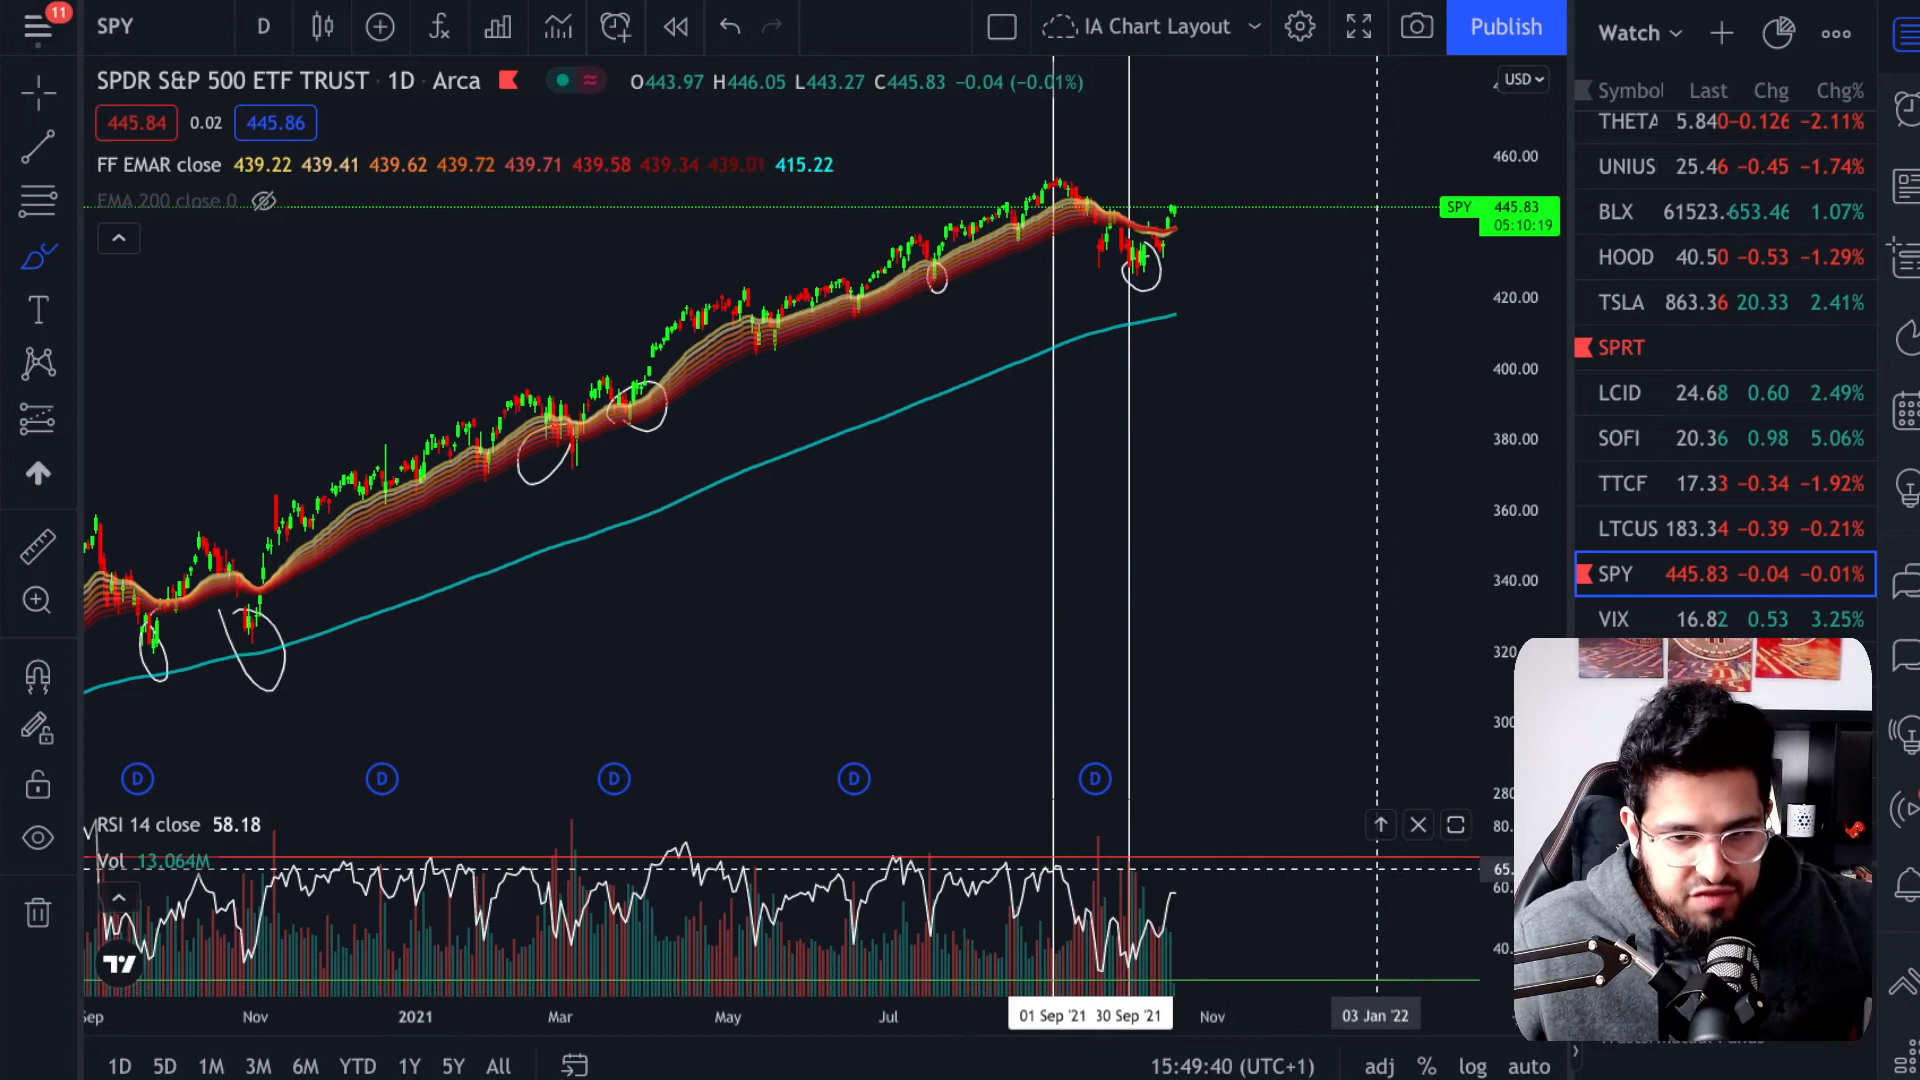 11
SPY
D
IA Chart Layout
Publish
Watch
SPDR S&P 500 ETF TRUST · 1D · Arca
O443.97 H446.05 L443.27 C445.83 −0.04 (−0.01%)
USD
445.84 0.02 445.86
FF EMAR close 439.22 439.41 439.62 439.72 439.71 439.58 439.34 439.01 415.22
EMA 200 close 0
Symbol Last Chg Chg%
THETA 5.840 −0.126 −2.11%
UNIUS 25.46 −0.45 −1.74%
BLX 61523. 653.46 1.07%
HOOD 40.50 −0.53 −1.29%
TSLA 863.36 20.33 2.41%
SPRT
LCID 24.68 0.60 2.49%
SOFI 20.36 0.98 5.06%
TTCF 17.33 −0.34 −1.92%
LTCUS 183.34 −0.39 −0.21%
SPY 445.83 −0.04 −0.01%
VIX 16.82 0.53 3.25%
460.00
SPY 445.83
05:10:19
420.00
400.00
380.00
360.00
340.00
320
300
280
D D D D D
RSI 14 close 58.18
Vol 13.064M
80.
65.
60.
40.
Sep Nov 2021 Mar May Jul 01 Sep '21 30 Sep '21 Nov 03 Jan '22
1D 5D 1M 3M 6M YTD 1Y 5Y All
15:49:40 (UTC+1)
adj % log auto